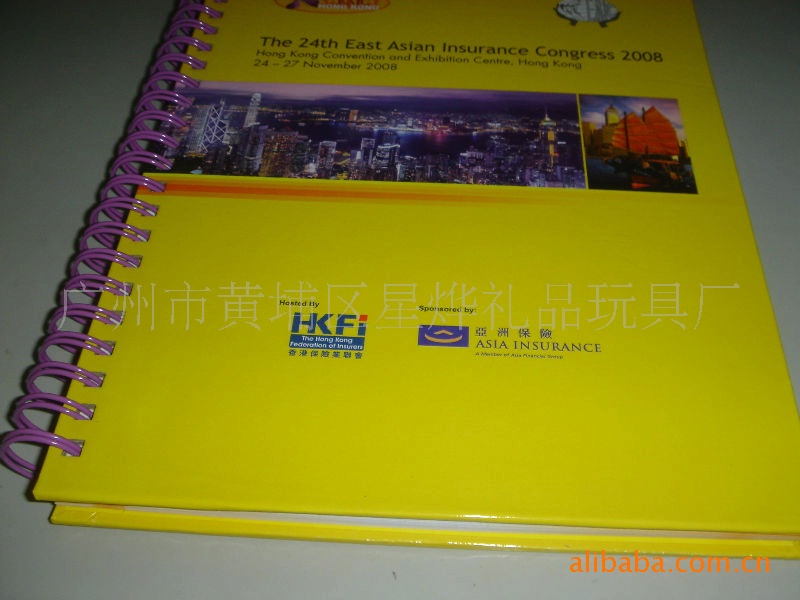 HONG KONG
The 24th East Asian Insurance Congress 2008
Hong Kong Convention and Exhibition Centre, Hong Kong
24 – 27 November 2008
广州市黄埔区星烨礼品玩具厂
Hosted By
HKFI
The Hong Kong
Federation of Insurers
香港保險業聯會
Sponsored by:
亞洲保險
ASIA INSURANCE
A Member of Asia Financial Group
alibaba.com.cn